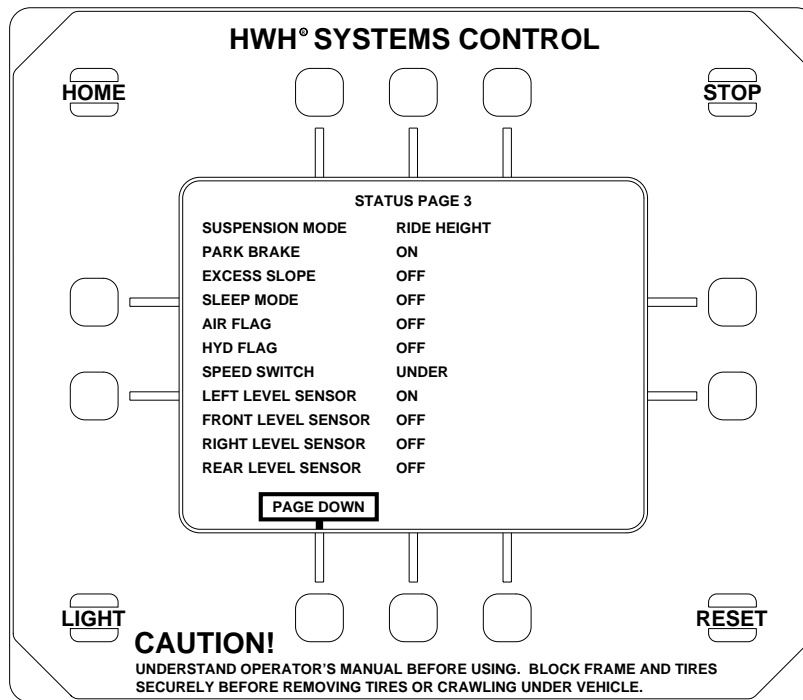 HWH® SYSTEMS CONTROL
HOME
STOP
STATUS PAGE 3
SUSPENSION MODE RIDE HEIGHT
PARK BRAKE ON
EXCESS SLOPE OFF
SLEEP MODE OFF
AIR FLAG OFF
HYD FLAG OFF
SPEED SWITCH UNDER
LEFT LEVEL SENSOR ON
FRONT LEVEL SENSOR OFF
RIGHT LEVEL SENSOR OFF
REAR LEVEL SENSOR OFF
PAGE DOWN
LIGHT
RESET
CAUTION!
UNDERSTAND OPERATOR'S MANUAL BEFORE USING. BLOCK FRAME AND TIRES
SECURELY BEFORE REMOVING TIRES OR CRAWLING UNDER VEHICLE.